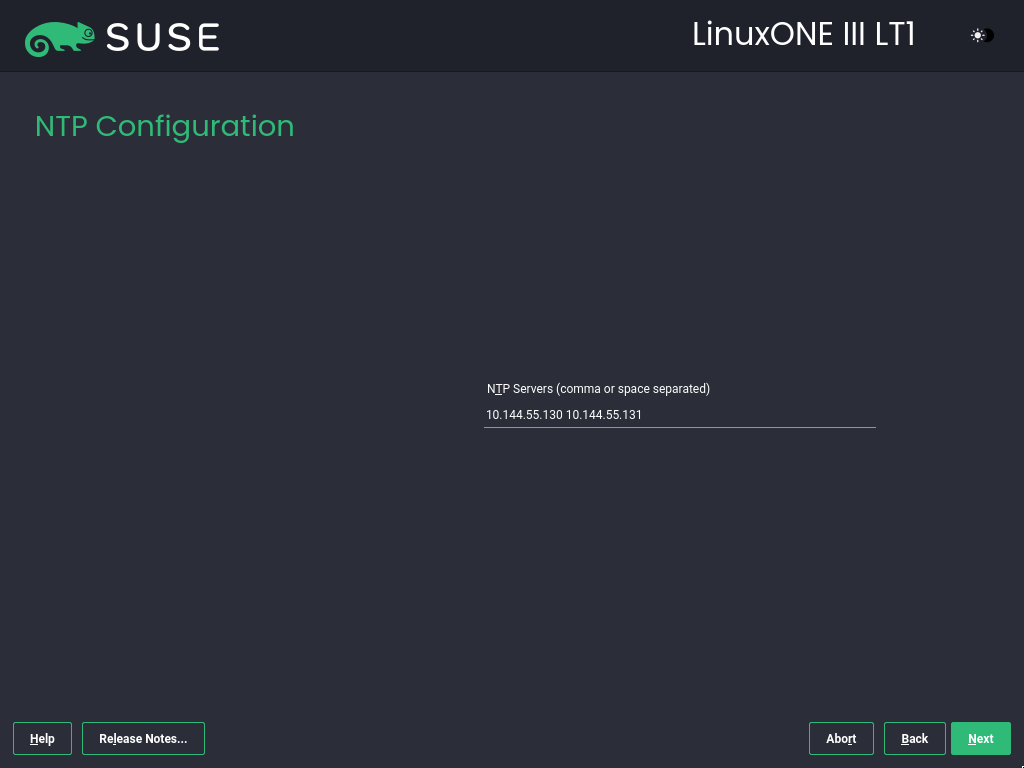 SUSE
LinuxONE III LT1
NTP Configuration
NTP Servers (comma or space separated)
10.144.55.130 10.144.55.131
Help
Release Notes...
Abort
Back
Next